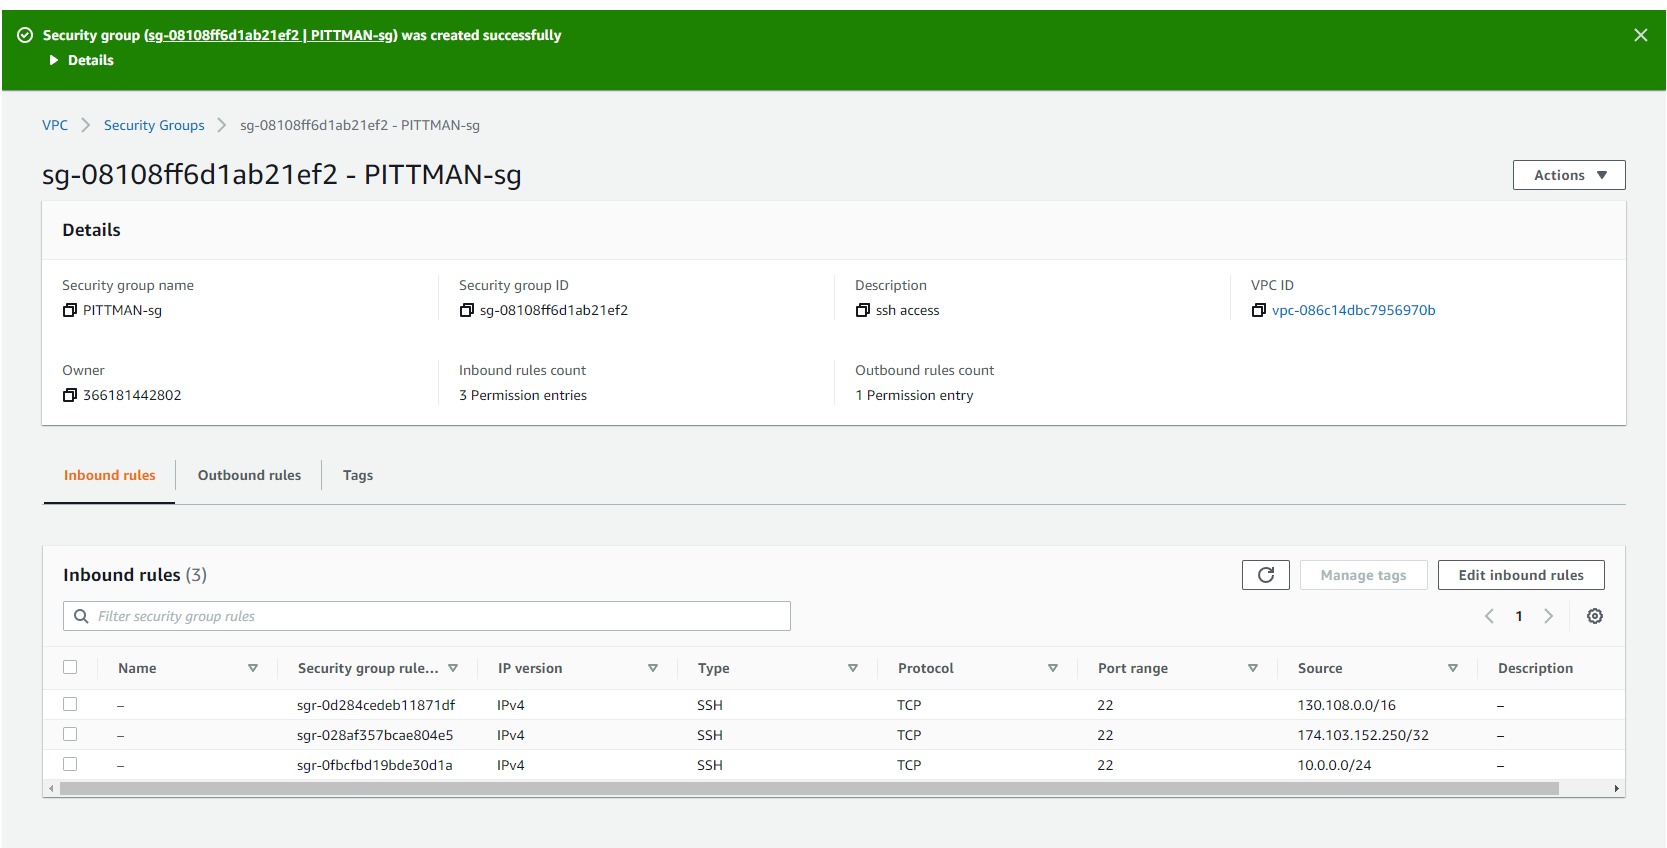 Security group (sg-08108ff6d1ab21ef2 | PITTMAN-sg) was created successfully
Details
VPC Security Groups sg-08108ff6d1ab21ef2 - PITTMAN-sg
sg-08108ff6d1ab21ef2 - PITTMAN-sg
Actions
Details
Security group name Security group ID Description VPC ID
PITTMAN-sg sg-08108ff6d1ab21ef2 ssh access vpc-086c14dbc7956970b
Owner Inbound rules count Outbound rules count
366181442802 3 Permission entries 1 Permission entry
Inbound rules Outbound rules Tags
Inbound rules (3) Manage tags Edit inbound rules
Filter security group rules 1
Name Security group rule... IP version Type Protocol Port range Source Description
– sgr-0d284cedeb11871df IPv4 SSH TCP 22 130.108.0.0/16 –
– sgr-028af357bcae804e5 IPv4 SSH TCP 22 174.103.152.250/32 –
– sgr-0fbcfbd19bde30d1a IPv4 SSH TCP 22 10.0.0.0/24 –